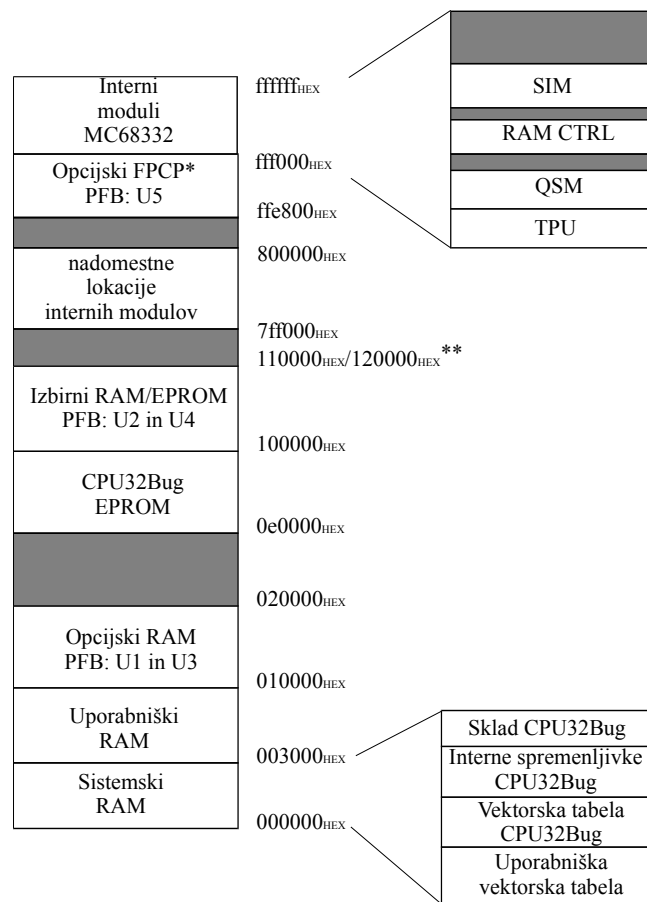 Interni
moduli
MC68332
Opcijski FPCP*
PFB: U5
nadomestne
lokacije
internih modulov
Izbirni RAM/EPROM
PFB: U2 in U4
CPU32Bug
EPROM
Opcijski RAM
PFB: U1 in U3
Uporabniški
RAM
Sistemski
RAM
ffffffHEX
fff000HEX
ffe800HEX
800000HEX
7ff000HEX
110000HEX/120000HEX**
100000HEX
0e0000HEX
020000HEX
010000HEX
003000HEX
000000HEX
SIM
RAM CTRL
QSM
TPU
Sklad CPU32Bug
Interne spremenljivke
CPU32Bug
Vektorska tabela
CPU32Bug
Uporabniška
vektorska tabela